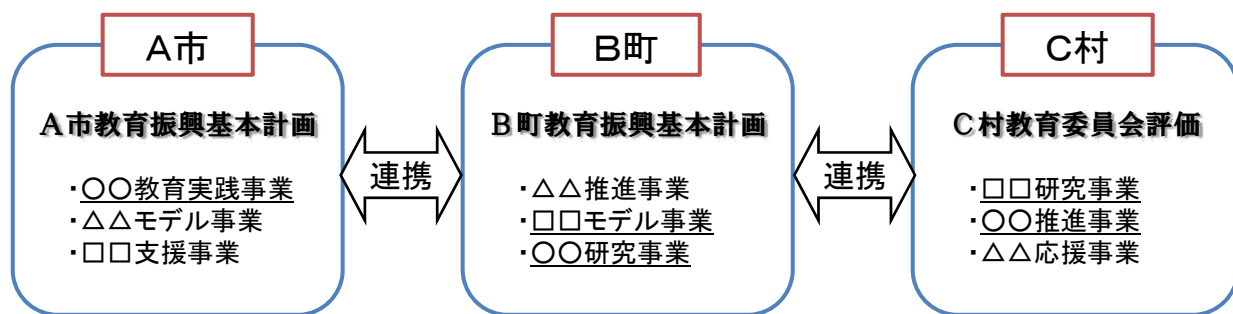 A市
A市教育振興基本計画
・〇〇教育実践事業
・△△モデル事業
・□□支援事業
連携
B町
B町教育振興基本計画
・△△推進事業
・□□モデル事業
・〇〇研究事業
連携
C村
C村教育委員会評価
・□□研究事業
・〇〇推進事業
・△△応援事業